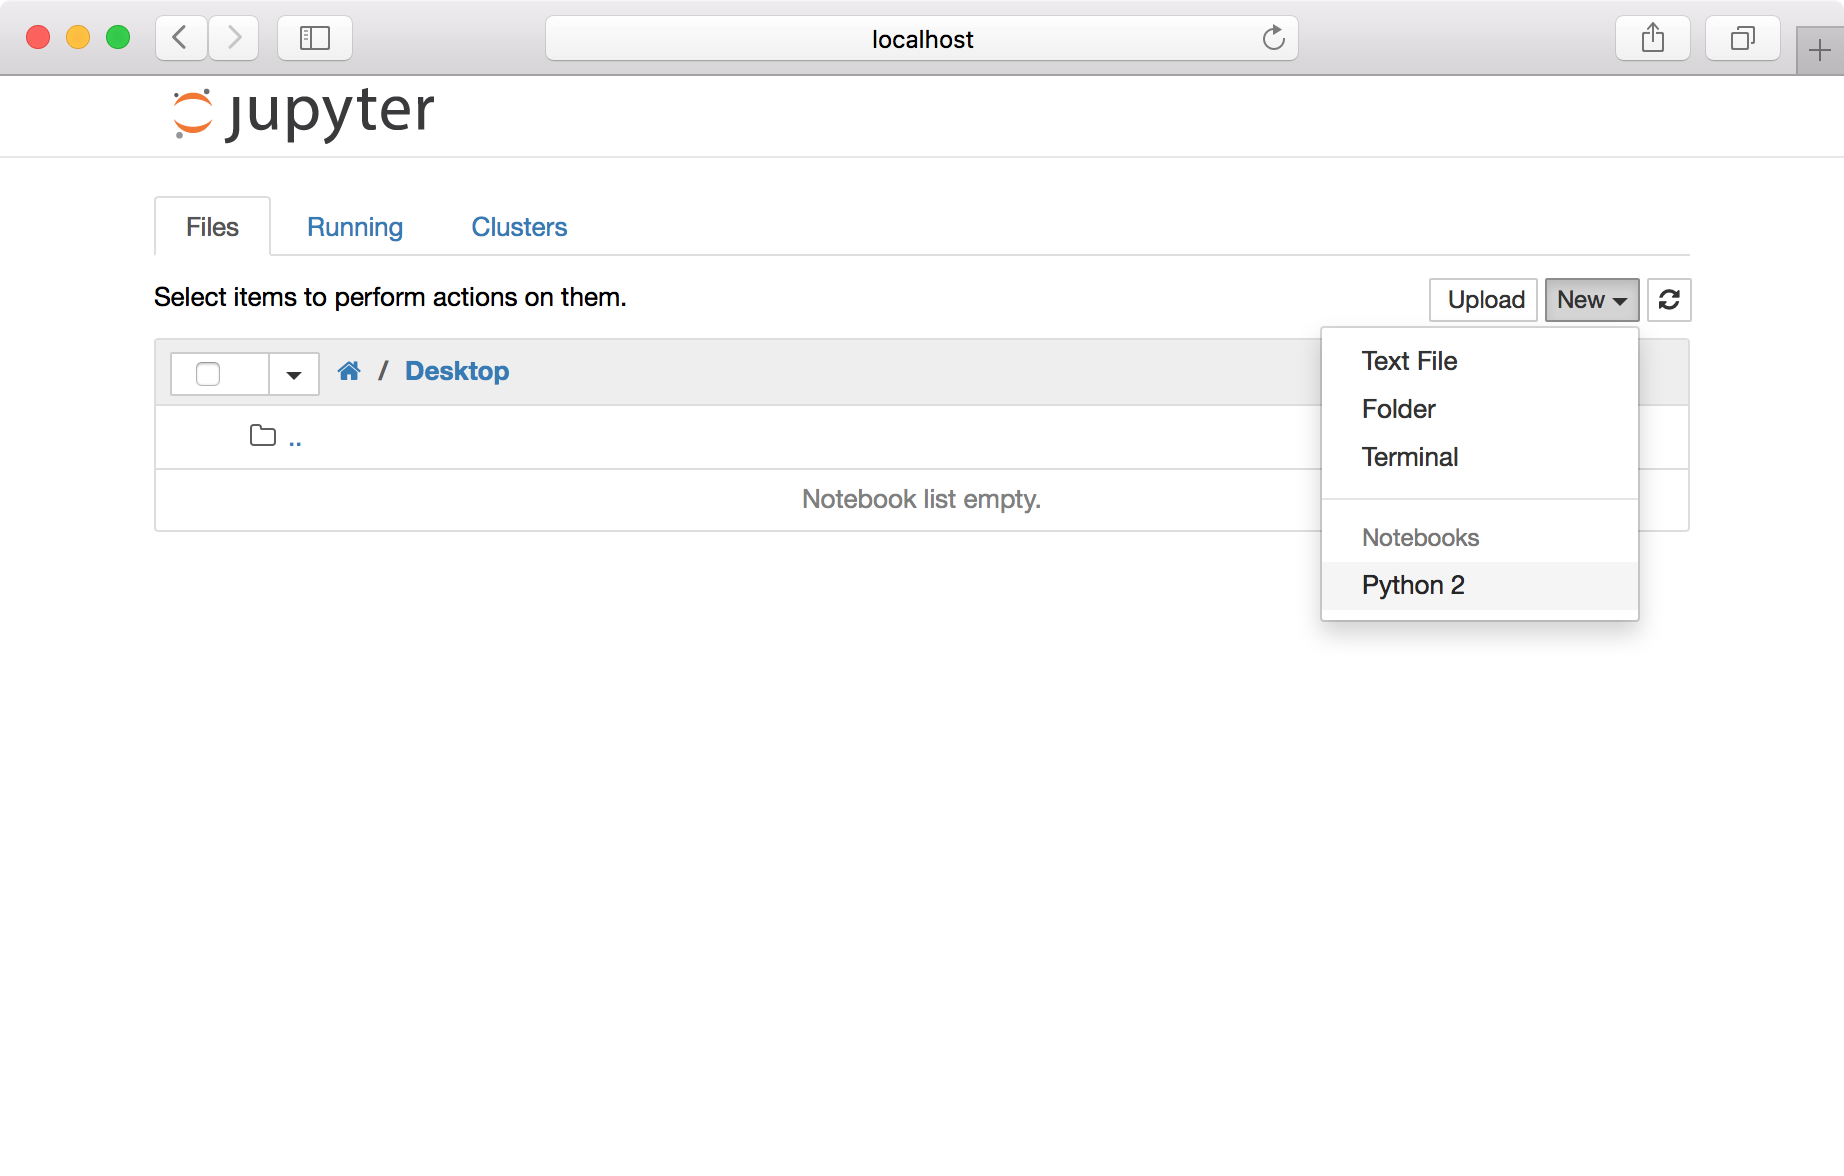 localhost
jupyter
Files Running Clusters
Select items to perform actions on them.
Upload New
/ Desktop
..
Notebook list empty.
Text File
Folder
Terminal
Notebooks
Python 2